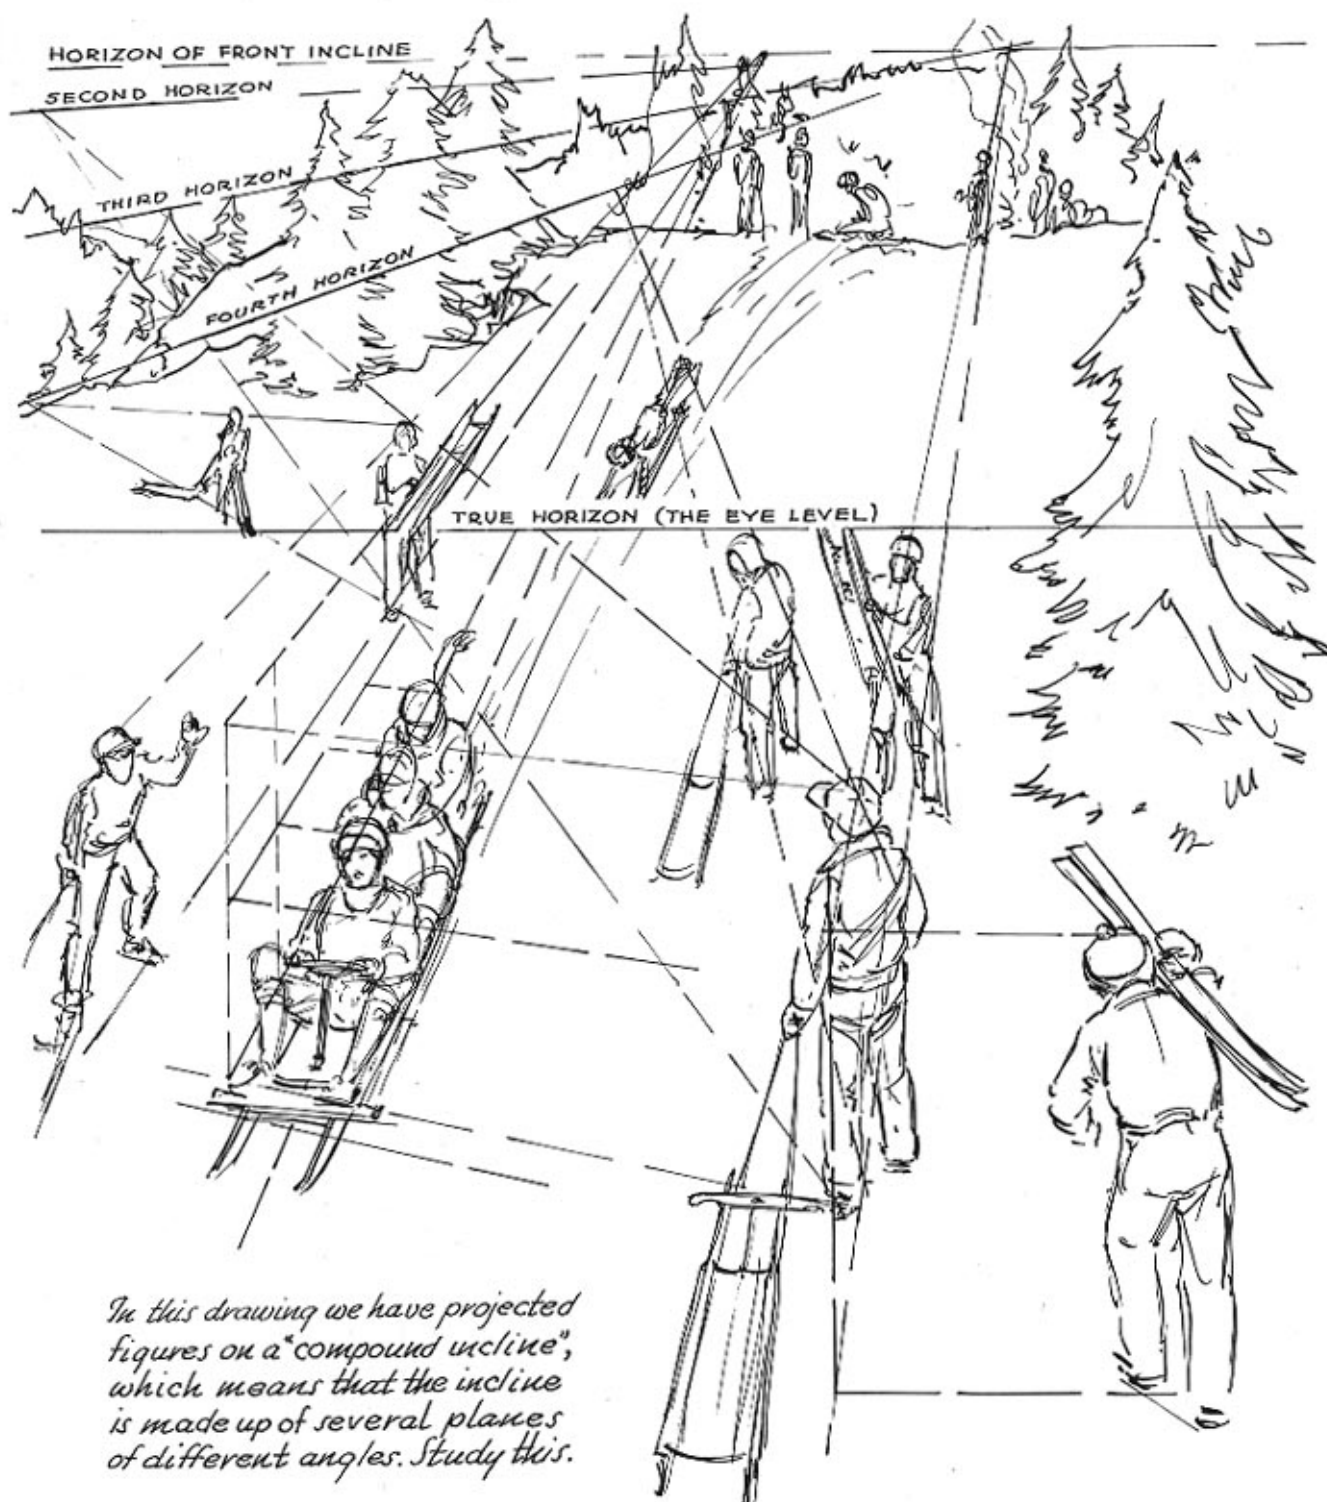 HORIZON OF FRONT INCLINE
SECOND HORIZON
THIRD HORIZON
FOURTH HORIZON
TRUE HORIZON (THE EYE LEVEL)
In this drawing we have projected
figures on a "compound incline",
which means that the incline
is made up of several planes
of different angles. Study this.